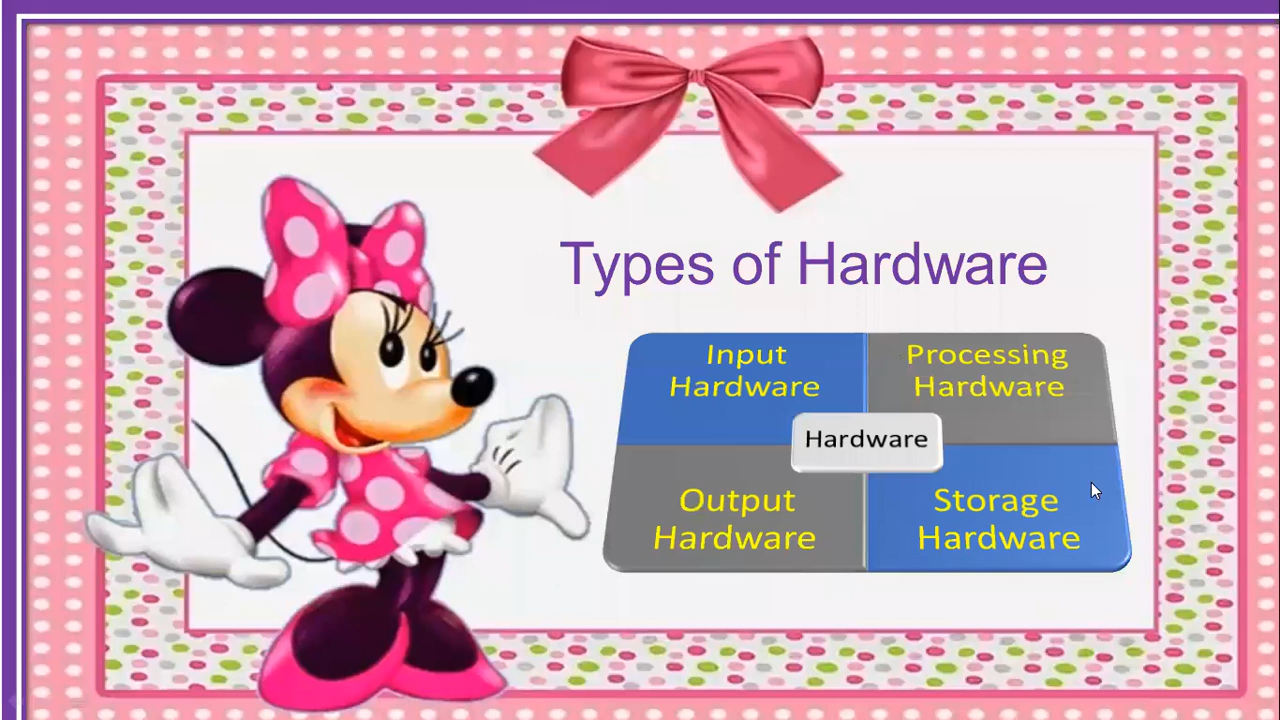 Types of Hardware
Input
Hardware
Processing
Hardware
Hardware
Output
Hardware
Storage
Hardware